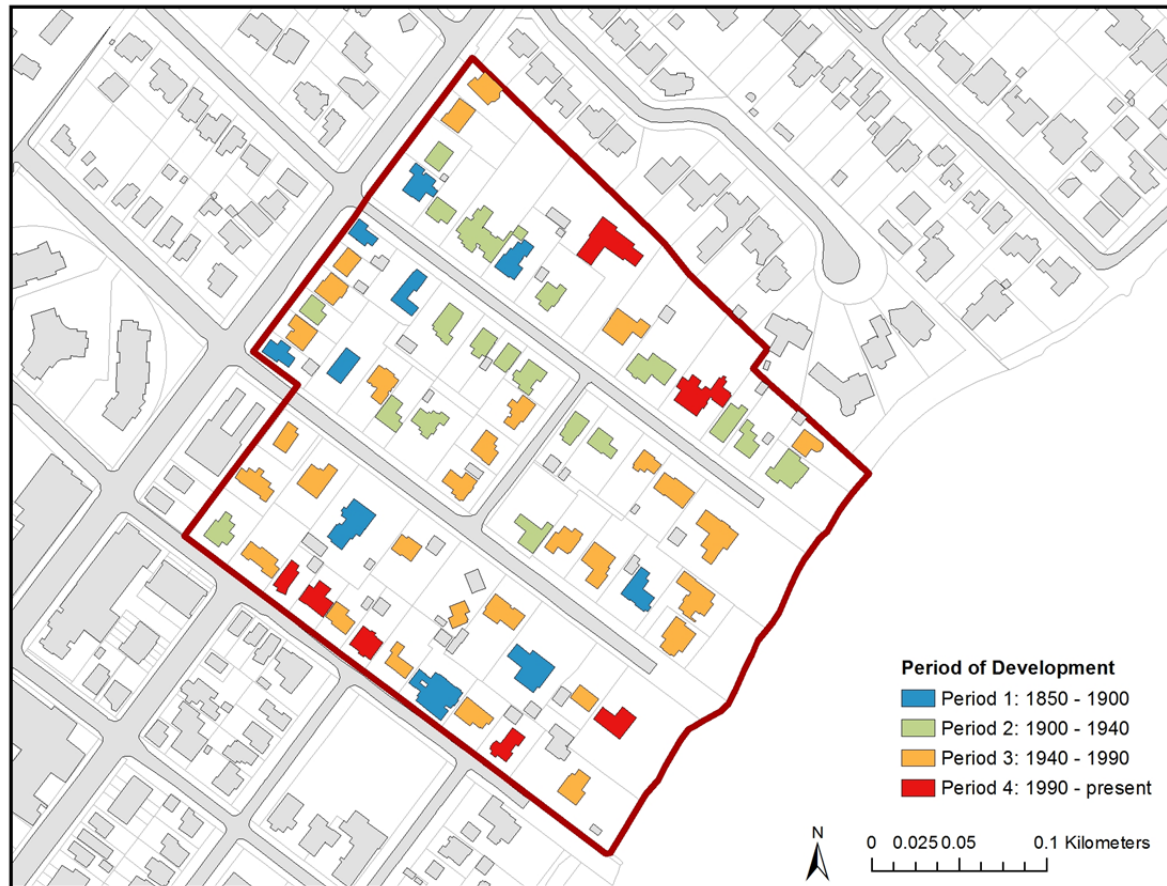 Period of Development
Period 1: 1850 - 1900
Period 2: 1900 - 1940
Period 3: 1940 - 1990
Period 4: 1990 - present
N
0 0.025 0.05 0.1 Kilometers